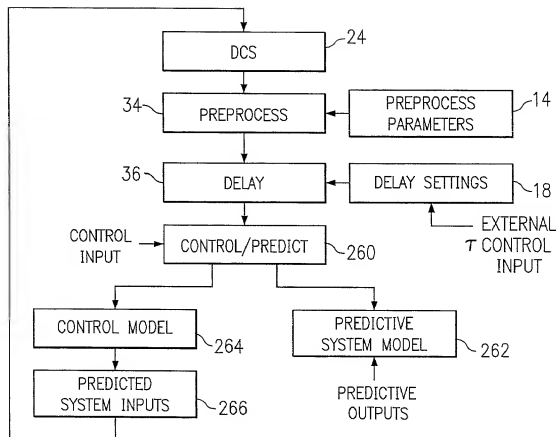 DCS
24
34
PREPROCESS
PREPROCESS
PARAMETERS
14
36
DELAY
DELAY SETTINGS
18
CONTROL
INPUT
CONTROL/PREDICT
260
EXTERNAL
τ CONTROL
INPUT
CONTROL MODEL
264
PREDICTIVE
SYSTEM MODEL
262
PREDICTED
SYSTEM INPUTS
266
PREDICTIVE
OUTPUTS